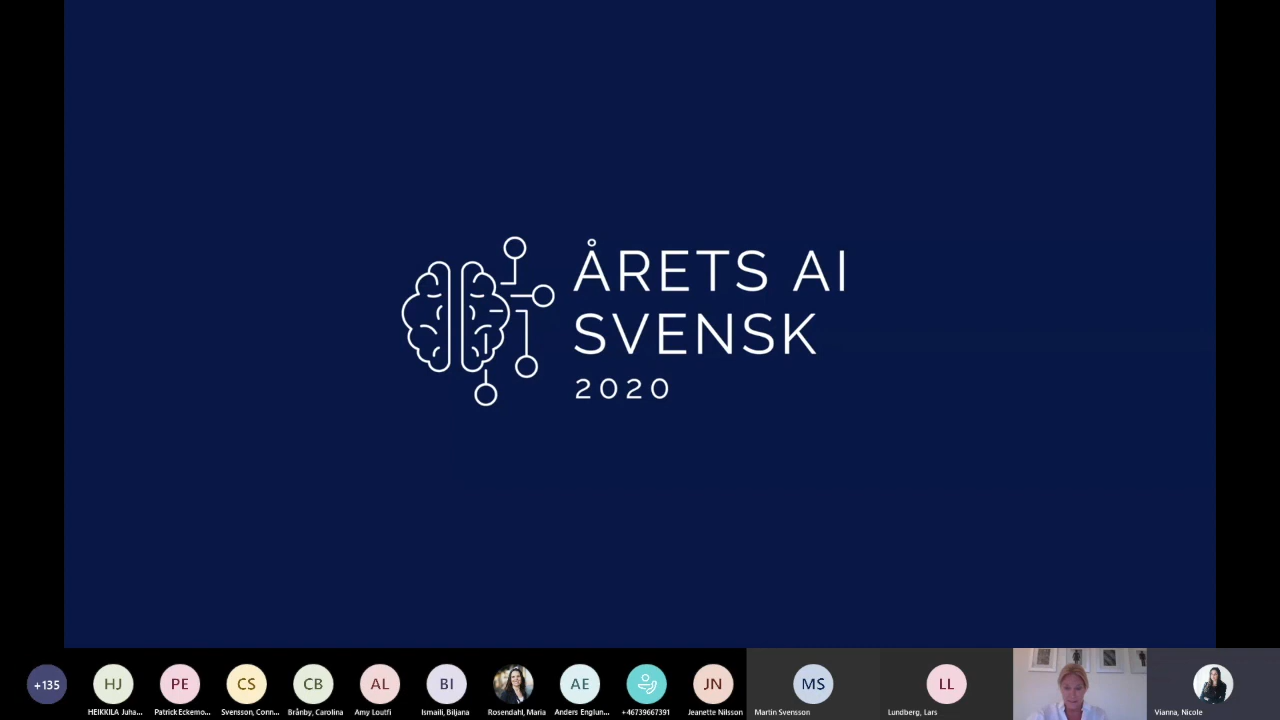 ÅRETS AI
SVENSK
2020
+135
HJ
PE
CS
CB
AL
BI
AE
JN
MS
LL
HEIKKILA Juha...
Patrick Eckemo...
Svensson, Conn...
Brånby, Carolina
Amy Loutfi
Ismaili, Biljana
Rosendahl, Maria
Anders Englun...
+46739667391
Jeanette Nilsson
Martin Svensson
Lundberg, Lars
Vianna, Nicole